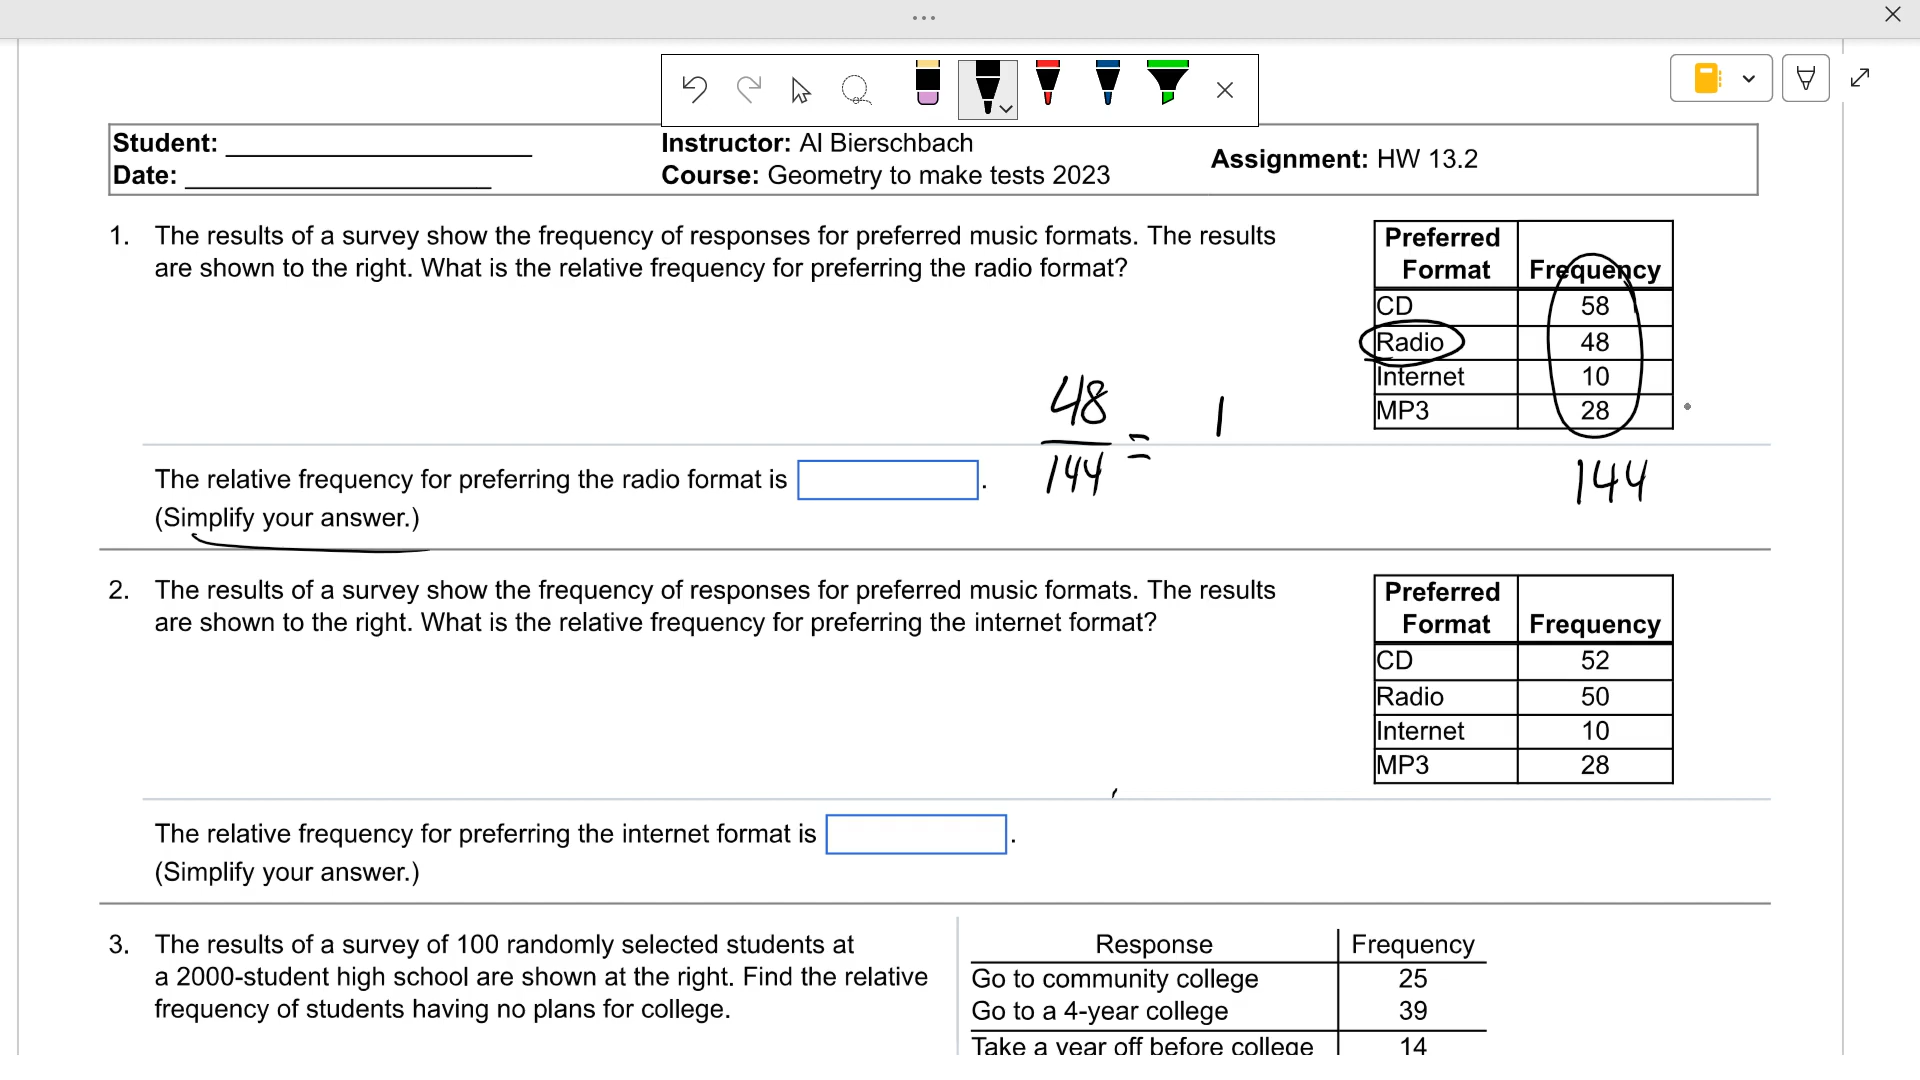 Student: ______________________
Date: ______________________
Instructor: Al Bierschbach
Course: Geometry to make tests 2023
Assignment: HW 13.2
1. The results of a survey show the frequency of responses for preferred music formats. The results
are shown to the right. What is the relative frequency for preferring the radio format?
Preferred
Format Frequency
CD 58
Radio 48
Internet 10
MP3 28
144
48
144
= 1
The relative frequency for preferring the radio format is .
(Simplify your answer.)
2. The results of a survey show the frequency of responses for preferred music formats. The results
are shown to the right. What is the relative frequency for preferring the internet format?
Preferred
Format Frequency
CD 52
Radio 50
Internet 10
MP3 28
The relative frequency for preferring the internet format is .
(Simplify your answer.)
3. The results of a survey of 100 randomly selected students at
a 2000-student high school are shown at the right. Find the relative
frequency of students having no plans for college.
Response Frequency
Go to community college 25
Go to a 4-year college 39
Take a year off before college 14